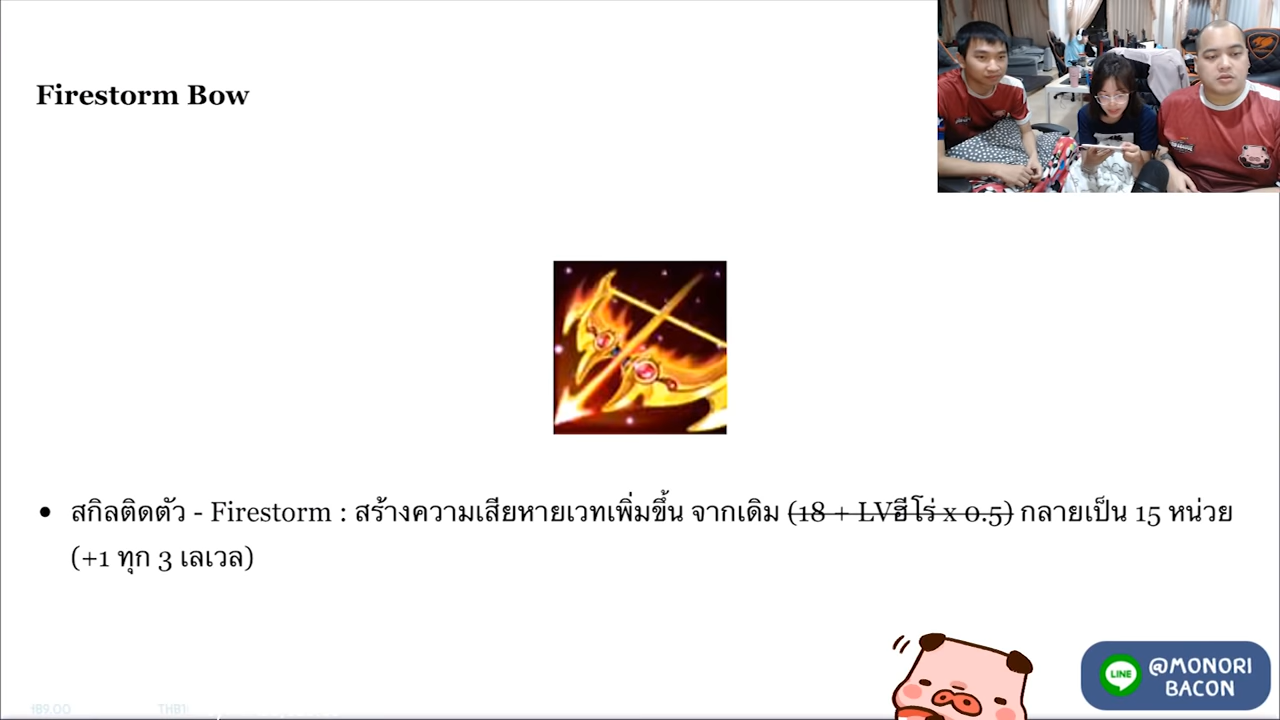 Firestorm Bow
สกิลติดตัว - Firestorm : สร้างความเสียหายเวทเพิ่มขึ้น จากเดิม (18 + LVฮีโร่ x 0.5) กลายเป็น 15 หน่วย
(+1 ทุก 3 เลเวล)
LINE
@MONORI
BACON